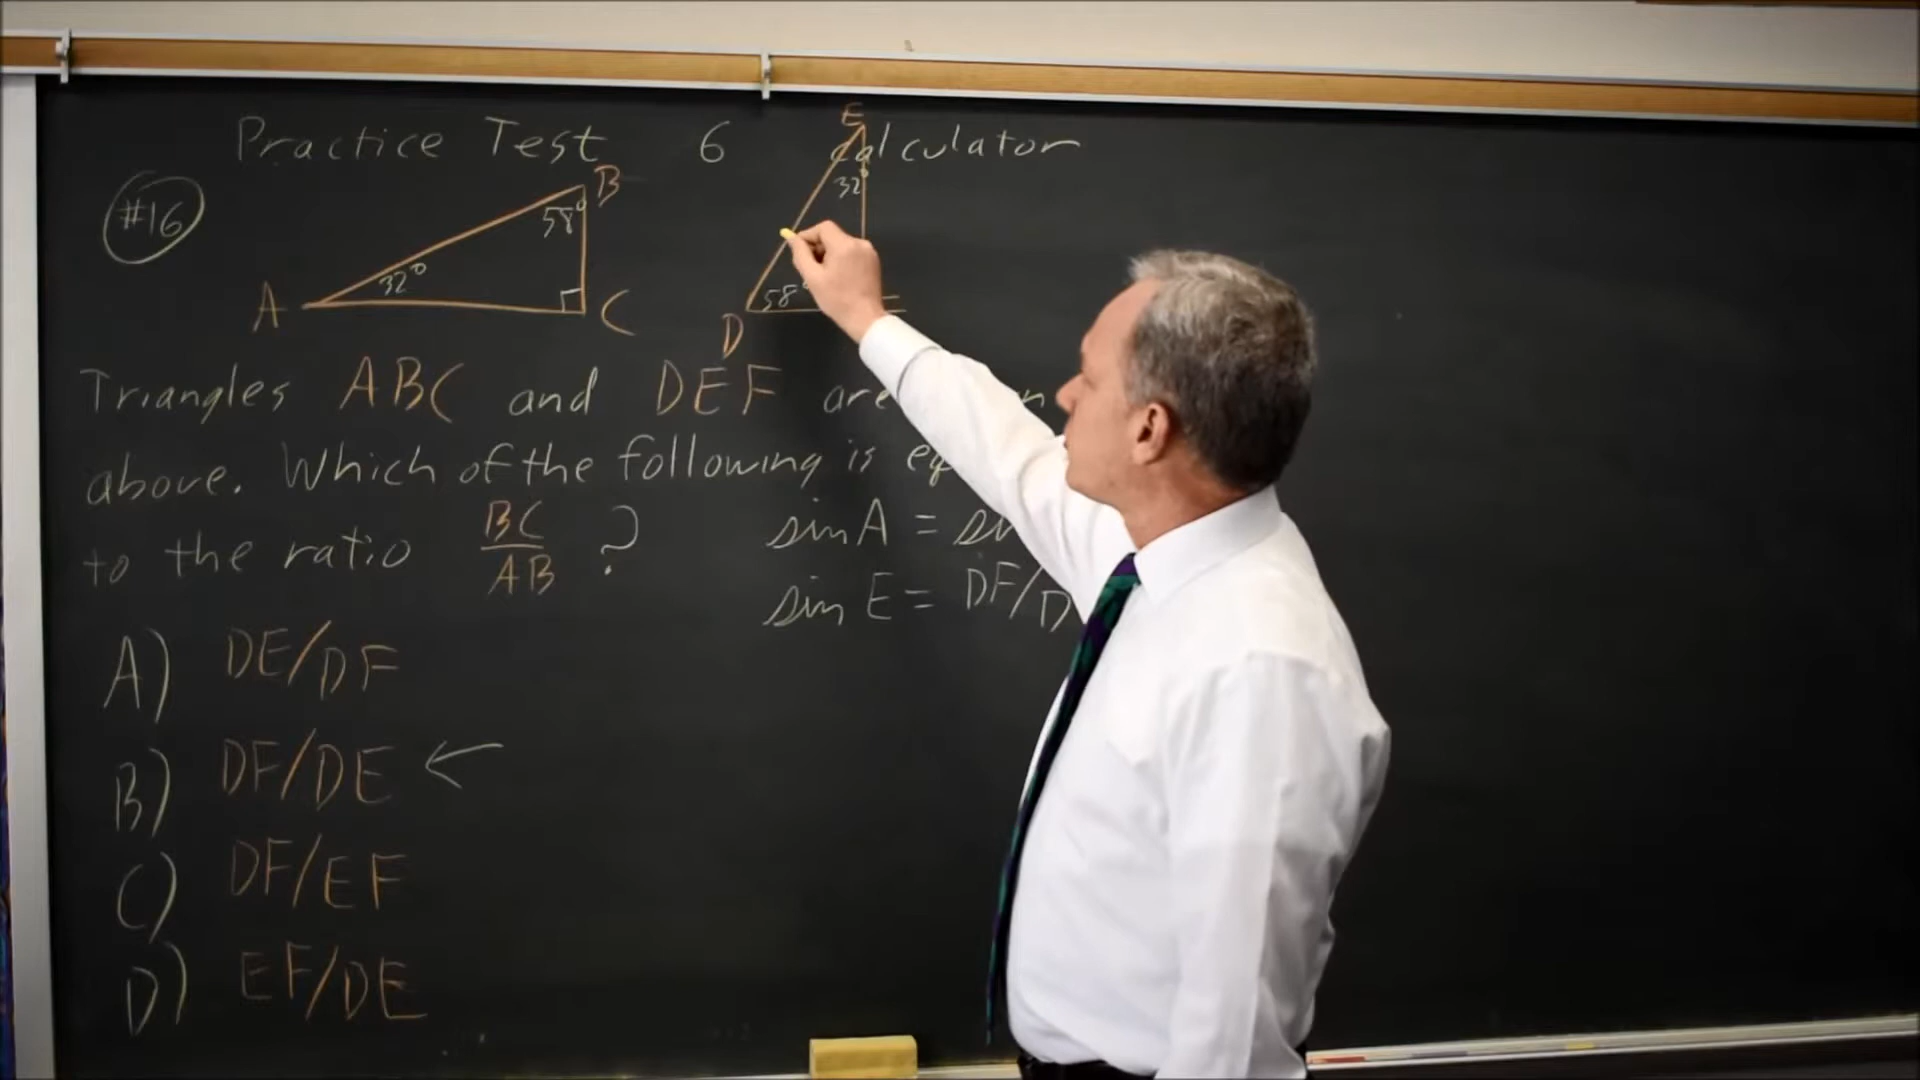 Practice Test 6 Calculator
#16
B
58°
32°
A
C
E
32°
58°
D
Triangles ABC and DEF are
above. Which of the following is
to the ratio BC/AB ?
sin A =
sin E = DF/D
A) DE/DF
B) DF/DE ←
C) DF/EF
D) EF/DE